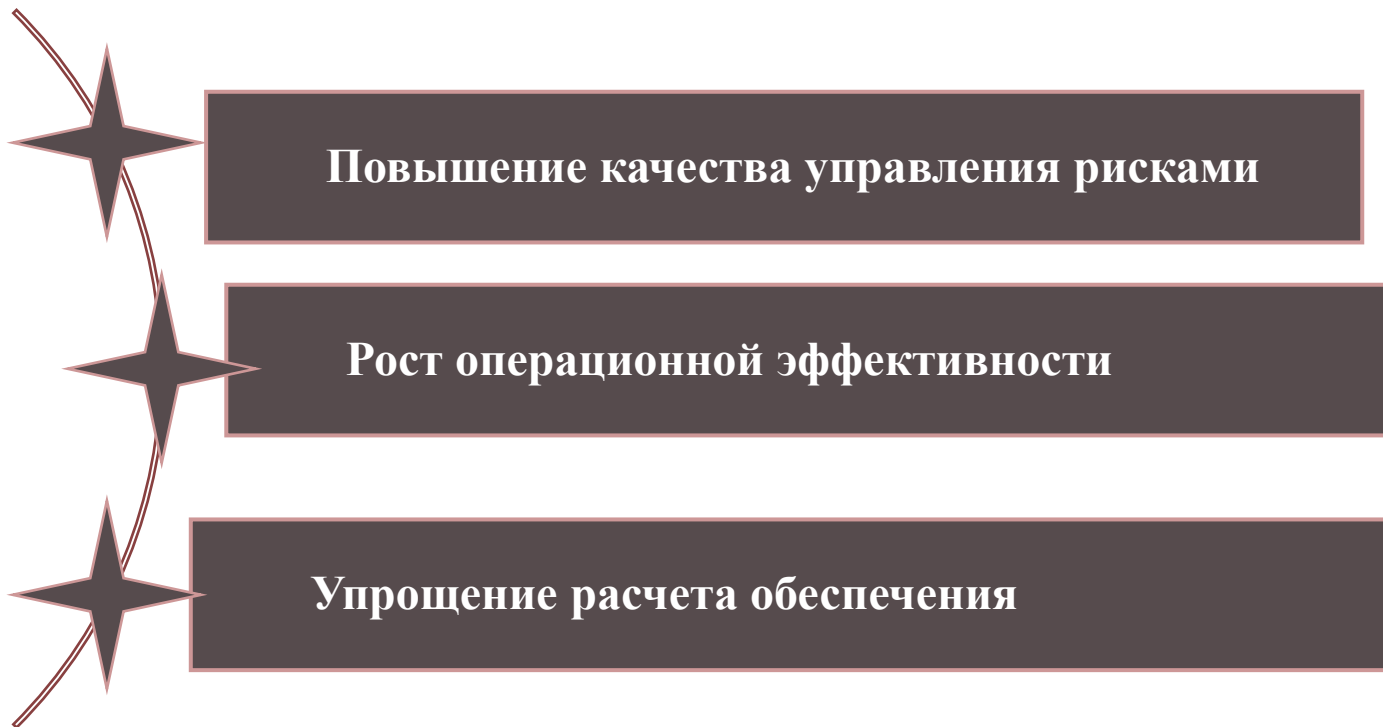 Повышение качества управления рисками
Рост операционной эффективности
Упрощение расчета обеспечения